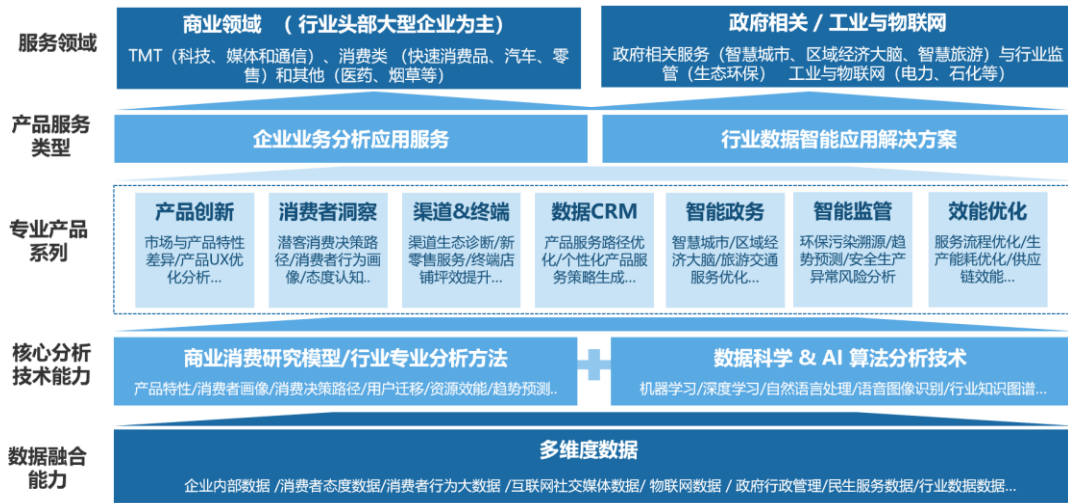 服务领域
商业领域 （ 行业头部大型企业为主）
TMT（科技、媒体和通信）、消费类 （快速消费品、汽车、零
售）和其他（医药、烟草等）
政府相关 / 工业与物联网
政府相关服务（智慧城市、区域经济大脑、智慧旅游）与行业监
管（生态环保） 工业与物联网（电力、石化等）
产品服务
类型
企业业务分析应用服务
行业数据智能应用解决方案
专业产品
系列
产品创新
市场与产品特性
差异/产品UX优
化分析...
消费者洞察
潜客消费决策路
径/消费者行为画
像/态度认知..
渠道&终端
渠道生态诊断/新
零售服务/终端店
铺坪效提升...
数据CRM
产品服务路径优
化/个性化产品服
务策略生成...
智能政务
智慧城市/区域经
济大脑/旅游交通
服务优化...
智能监管
环保污染溯源/趋
势预测/安全生产
异常风险分析
效能优化
服务流程优化/生
产能耗优化/供应
链效能...
核心分析
技术能力
商业消费研究模型/行业专业分析方法
产品特性/消费者画像/消费决策路径/用户迁移/资源效能/趋势预测..
数据科学 & AI 算法分析技术
机器学习/深度学习/自然语言处理/语音图像识别/行业知识图谱...
数据融合
能力
多维度数据
企业内部数据 /消费者态度数据/消费者行为大数据 /互联网社交媒体数据/ 物联网数据 / 政府行政管理/民生服务数据/行业数据数据...